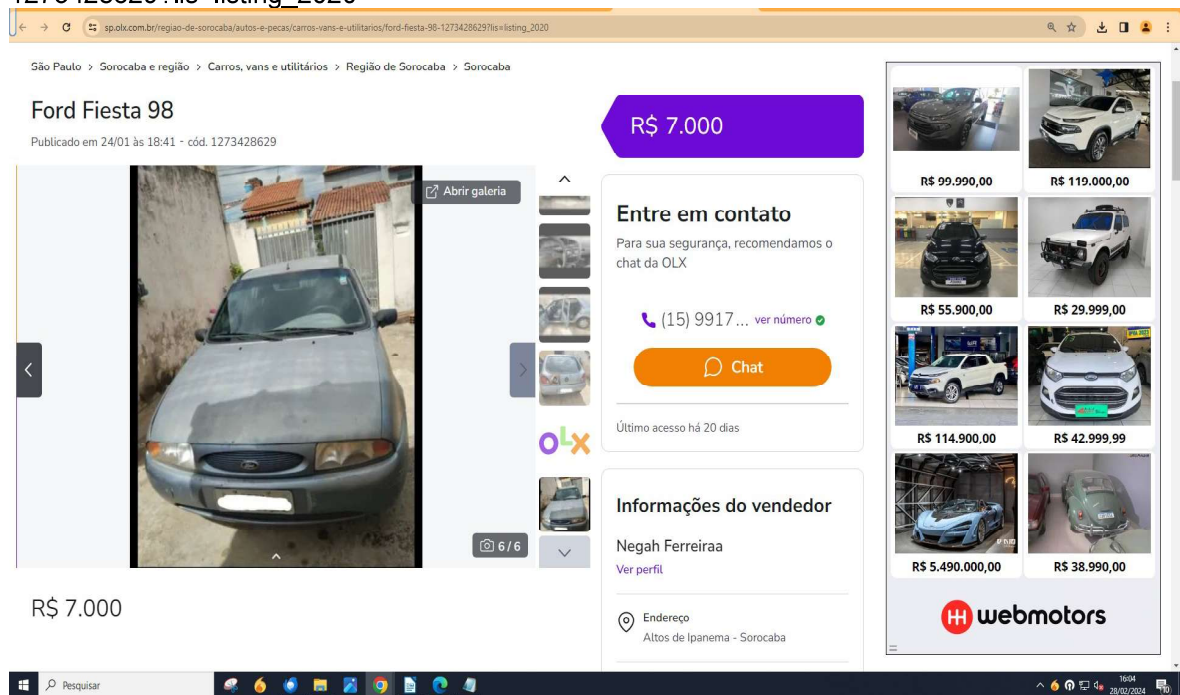 1273428629?lis=listing_2020
sp.olx.com.br/regiao-de-sorocaba/autos-e-pecas/carros-vans-e-utilitarios/ford-fiesta-98-1273428629?lis=listing_2020
São Paulo > Sorocaba e região > Carros, vans e utilitários > Região de Sorocaba > Sorocaba
Ford Fiesta 98
Publicado em 24/01 às 18:41 - cód. 1273428629
Abrir galeria
6/6
R$ 7.000
olx
R$ 7.000
Entre em contato
Para sua segurança, recomendamos o
chat da OLX
(15) 9917... ver número
Chat
Último acesso há 20 dias
Informações do vendedor
Negah Ferreiraa
Ver perfil
Endereço
Altos de Ipanema - Sorocaba
R$ 99.990,00 R$ 119.000,00
R$ 55.900,00 R$ 29.999,00
R$ 114.900,00 R$ 42.999,99
R$ 5.490.000,00 R$ 38.990,00
webmotors
Pesquisar
16:04
28/02/2024